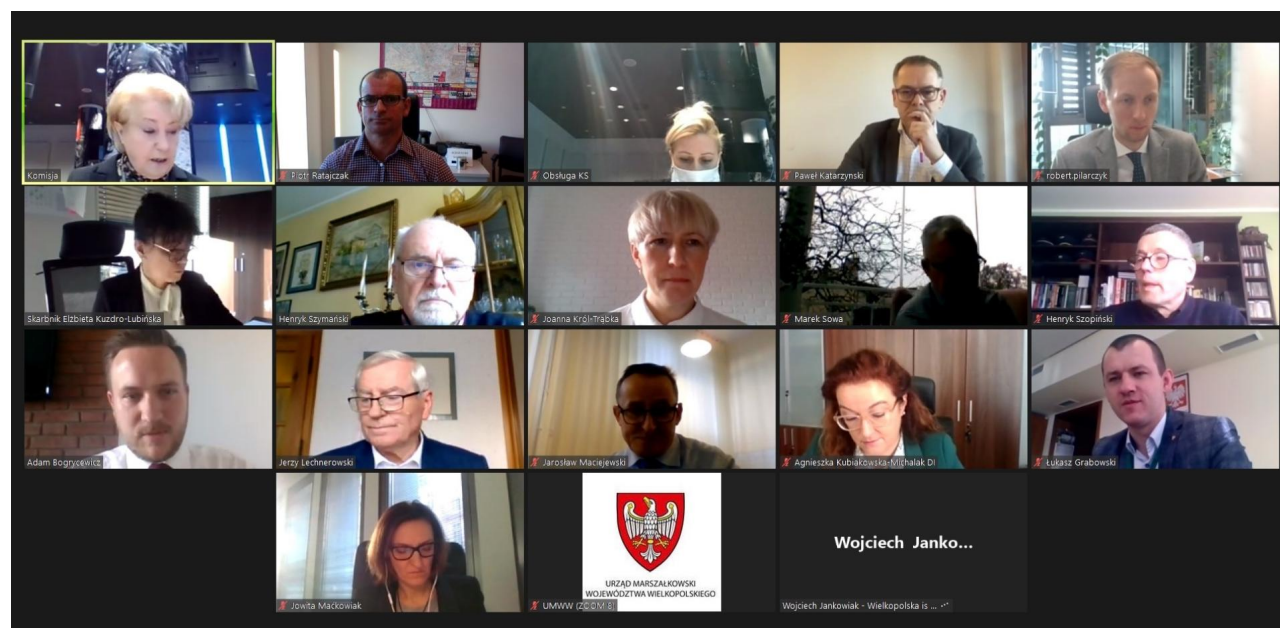 Komisja
Piotr Ratajczak
Obsługa KS
Paweł Katarzynski
robert.pilarczyk
Skarbnik Elżbieta Kuzdro-Lubińska
Henryk Szymański
Joanna Król-Trąbka
Marek Sowa
Henryk Szopiński
Adam Bogrycewicz
Jerzy Lechnerowski
Jarosław Maciejewski
Agnieszka Kubiakowska-Michalak DI
Łukasz Grabowski
Jowita Maćkowiak
URZĄD MARSZAŁKOWSKI
WOJEWÓDZTWA WIELKOPOLSKIEGO
UMWW (ZOOM 8)
Wojciech Janko...
Wojciech Jankowiak - Wielkopolska is ...